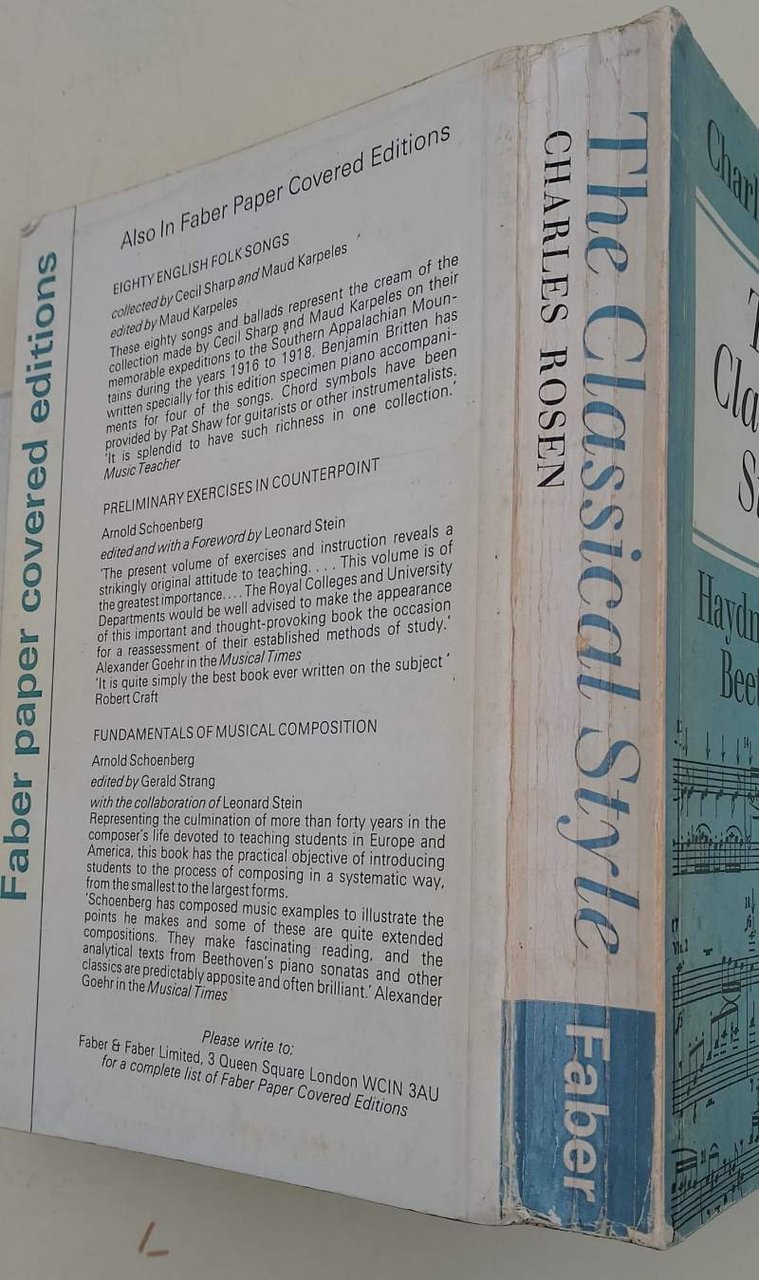 Faber paper covered editions
Also In Faber Paper Covered Editions
EIGHTY ENGLISH FOLK SONGS
collected by Cecil Sharp and Maud Karpeles
edited by Maud Karpeles
These eighty songs and ballads represent the cream of the
collection made by Cecil Sharp and Maud Karpeles on their
memorable expeditions to the Southern Appalachian Moun-
tains during the years 1916 to 1918. Benjamin Britten has
written specially for this edition specimen piano accompani-
ments for four of the songs. Chord symbols have been
provided by Pat Shaw for guitarists or other instrumentalists.
'It is splendid to have such richness in one collection.'
Music Teacher
PRELIMINARY EXERCISES IN COUNTERPOINT
Arnold Schoenberg
edited and with a Foreword by Leonard Stein
'The present volume of exercises and instruction reveals a
strikingly original attitude to teaching. . . . This volume is of
the greatest importance. . . . The Royal Colleges and University
Departments would be well advised to make the appearance
of this important and thought-provoking book the occasion
for a reassessment of their established methods of study.'
Alexander Goehr in the Musical Times
'It is quite simply the best book ever written on the subject'
Robert Craft
FUNDAMENTALS OF MUSICAL COMPOSITION
Arnold Schoenberg
edited by Gerald Strang
with the collaboration of Leonard Stein
Representing the culmination of more than forty years in the
composer's life devoted to teaching students in Europe and
America, this book has the practical objective of introducing
students to the process of composing in a systematic way,
from the smallest to the largest forms.
'Schoenberg has composed music examples to illustrate the
points he makes and some of these are quite extended
compositions. They make fascinating reading, and the
analytical texts from Beethoven's piano sonatas and other
classics are predictably apposite and often brilliant.' Alexander
Goehr in the Musical Times
Please write to:
Faber & Faber Limited, 3 Queen Square London WCIN 3AU
for a complete list of Faber Paper Covered Editions
CHARLES ROSEN
The Classical Style
Faber
Charl
T
Cla
St
Haydn
Beet